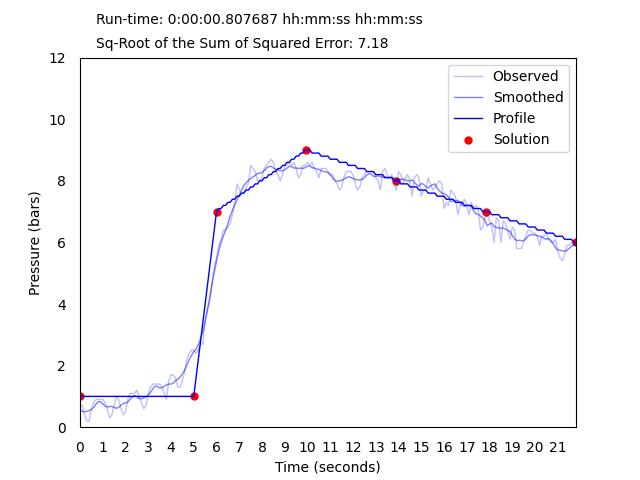 Run-time: 0:00:00.807687 hh:mm:ss hh:mm:ss
Sq-Root of the Sum of Squared Error: 7.18
12
10
8
6
4
2
0
Pressure (bars)
Observed
Smoothed
Profile
Solution
0 1 2 3 4 5 6 7 8 9 10 11 12 13 14 15 16 17 18 19 20 21
Time (seconds)